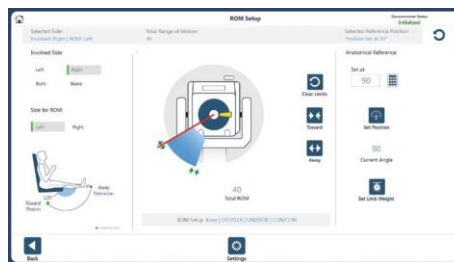 ROM Setup
Dynamometer Status
Initialized
Selected Side:
Involved: Right | ROM: Left
Total Range of Motion:
40
Selected Reference Position:
Position Set at 90°
Involved Side:
Left
Right
Both
None
Side for ROM:
Left
Right
Away
Extension
Toward
Flexion
Clear Limits
Toward
Away
40
Total ROM
Anatomical Reference:
Set at:
90
Set Position
90
Current Angle
Set Limb Weight
ROM Setup Knee |
Back
Settings